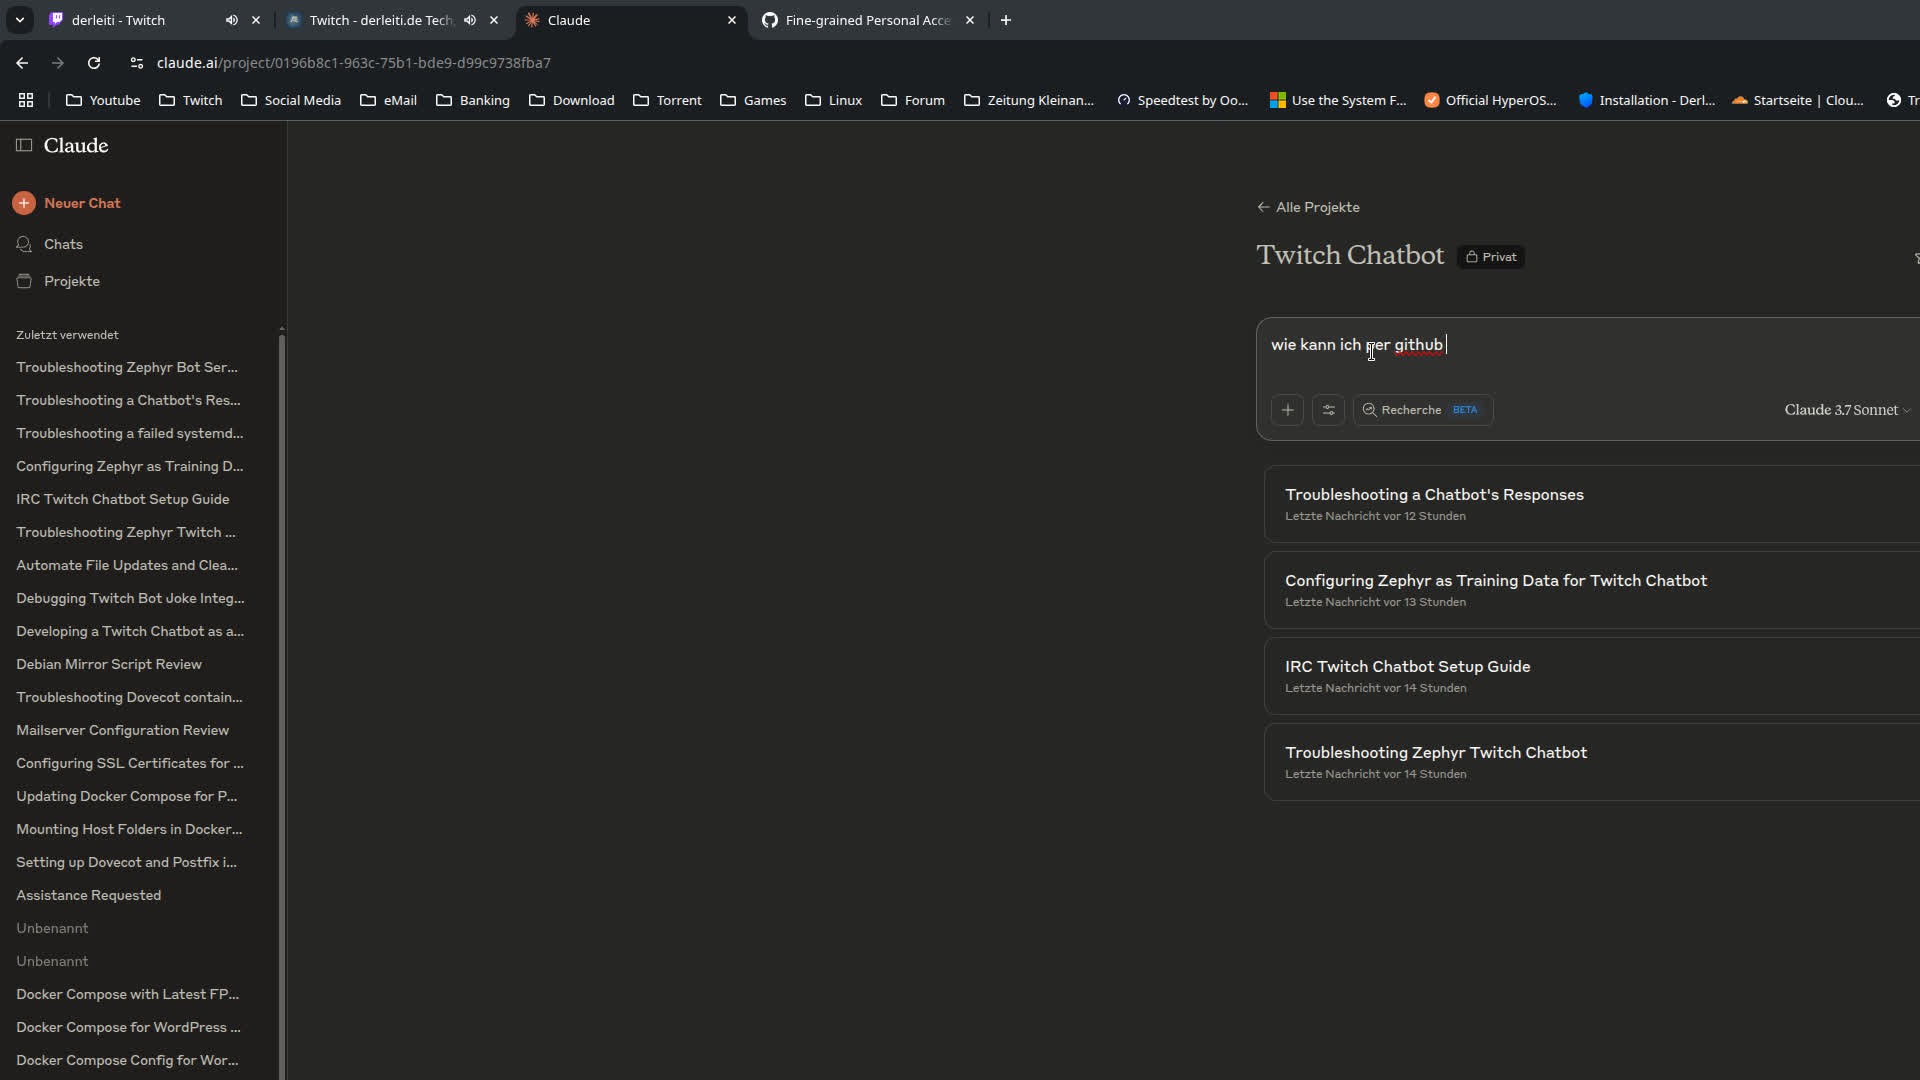 derleiti - Twitch
Twitch - derleiti.de Tech
Claude
Fine-grained Personal Acce
claude.ai/project/0196b8c1-963c-75b1-bde9-d99c9738fba7
Youtube
Twitch
Social Media
eMail
Banking
Download
Torrent
Games
Linux
Forum
Zeitung Kleinan...
Speedtest by Oo...
Use the System F...
Official HyperOS...
Installation - Derl...
Startseite | Clou...
Tr
Claude
Neuer Chat
Chats
Projekte
Zuletzt verwendet
Troubleshooting Zephyr Bot Ser...
Troubleshooting a Chatbot's Res...
Troubleshooting a failed systemd...
Configuring Zephyr as Training D...
IRC Twitch Chatbot Setup Guide
Troubleshooting Zephyr Twitch ...
Automate File Updates and Clea...
Debugging Twitch Bot Joke Integ...
Developing a Twitch Chatbot as a...
Debian Mirror Script Review
Troubleshooting Dovecot contain...
Mailserver Configuration Review
Configuring SSL Certificates for ...
Updating Docker Compose for P...
Mounting Host Folders in Docker...
Setting up Dovecot and Postfix i...
Assistance Requested
Unbenannt
Unbenannt
Docker Compose with Latest FP...
Docker Compose for WordPress ...
Docker Compose Config for Wor...
Alle Projekte
Twitch Chatbot
Privat
wie kann ich per github
Recherche BETA
Claude 3.7 Sonnet
Troubleshooting a Chatbot's Responses
Letzte Nachricht vor 12 Stunden
Configuring Zephyr as Training Data for Twitch Chatbot
Letzte Nachricht vor 13 Stunden
IRC Twitch Chatbot Setup Guide
Letzte Nachricht vor 14 Stunden
Troubleshooting Zephyr Twitch Chatbot
Letzte Nachricht vor 14 Stunden